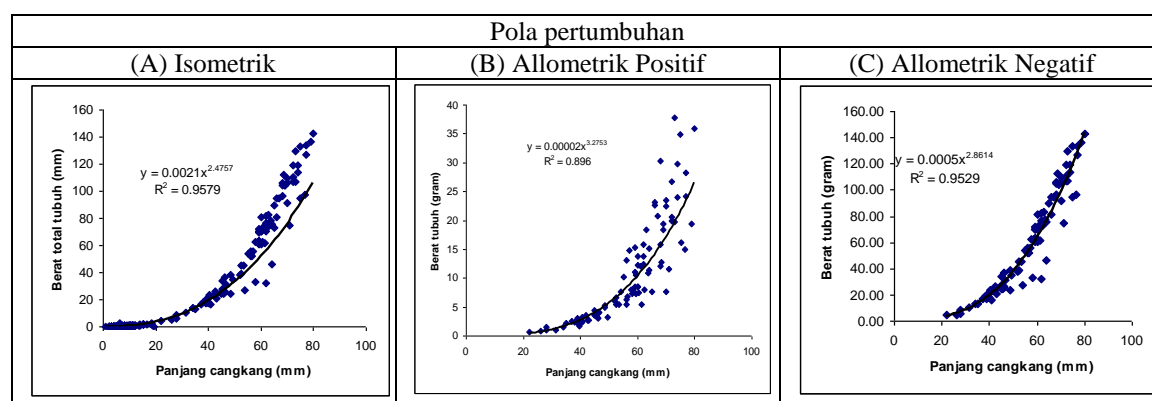 Pola pertumbuhan
(A) Isometrik
(B) Allometrik Positif
(C) Allometrik Negatif
160
140
120
100
80
60
40
20
0
0 20 40 60 80 100
Berat total tubuh (mm)
Panjang cangkang (mm)
y = 0.0021x^2.4757
R² = 0.9579
40
35
30
25
20
15
10
5
0
0 20 40 60 80 100
Berat tubuh (gram)
Panjang cangkang (mm)
y = 0.00002x^3.2753
R² = 0.896
160.00
140.00
120.00
100.00
80.00
60.00
40.00
20.00
0.00
0 20 40 60 80 100
Berat tubuh (gram)
Panjang cangkang (mm)
y = 0.0005x^2.8614
R² = 0.9529